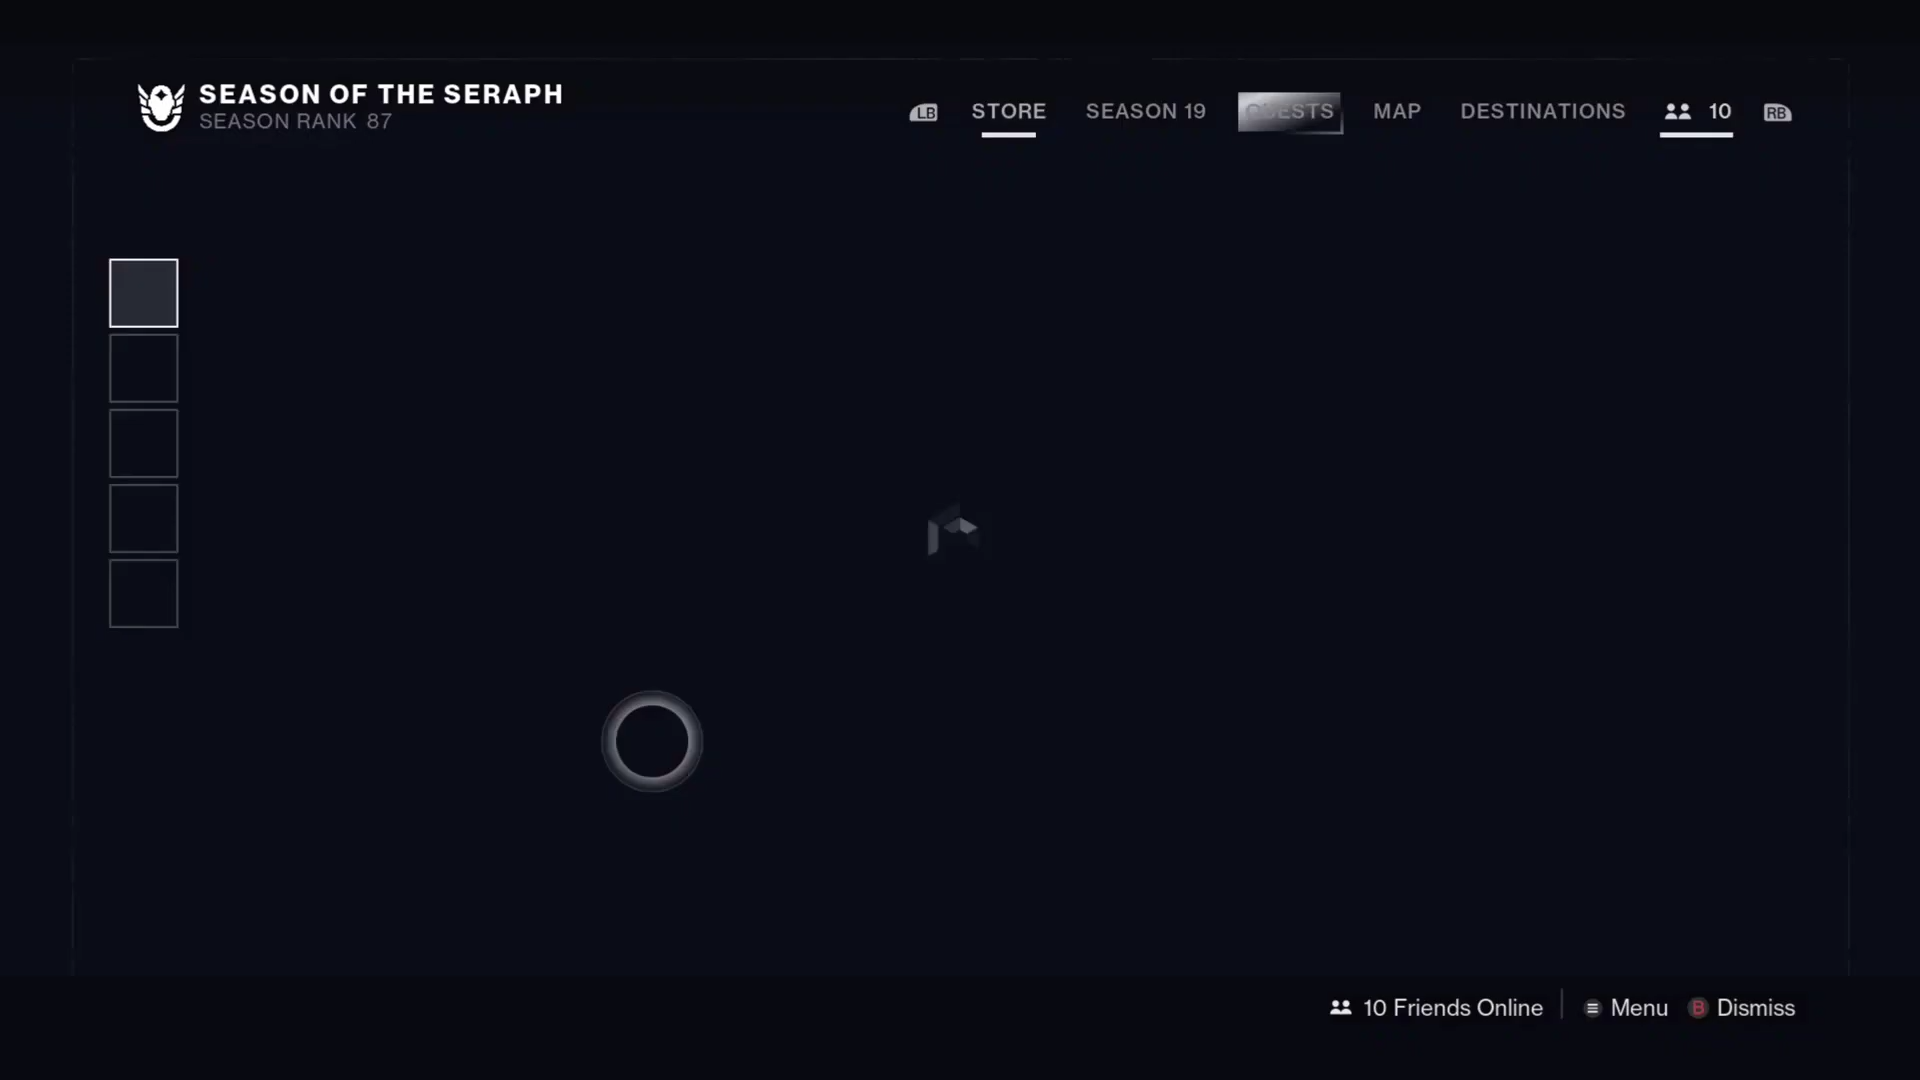 SEASON OF THE SERAPH
SEASON RANK 87
LB STORE SEASON 19 QUESTS MAP DESTINATIONS 10 RB
10 Friends Online Menu B Dismiss